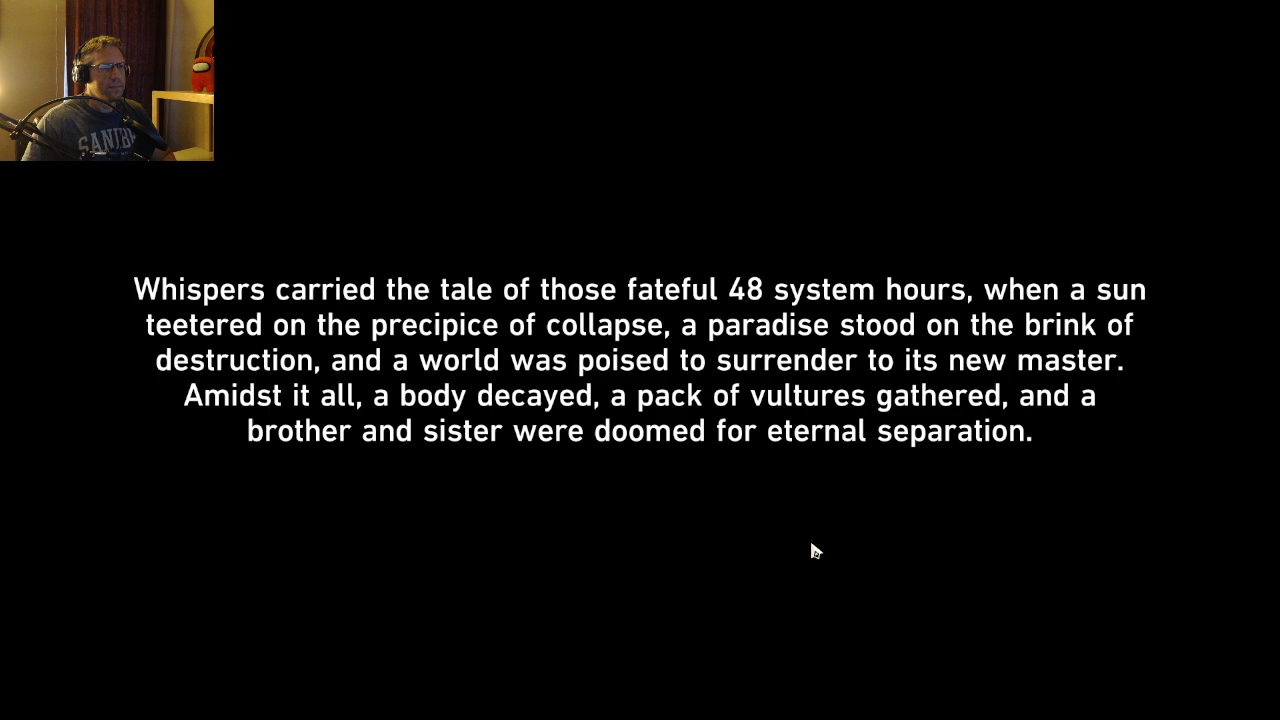 SANIB
Whispers carried the tale of those fateful 48 system hours, when a sun
teetered on the precipice of collapse, a paradise stood on the brink of
destruction, and a world was poised to surrender to its new master.
Amidst it all, a body decayed, a pack of vultures gathered, and a
brother and sister were doomed for eternal separation.